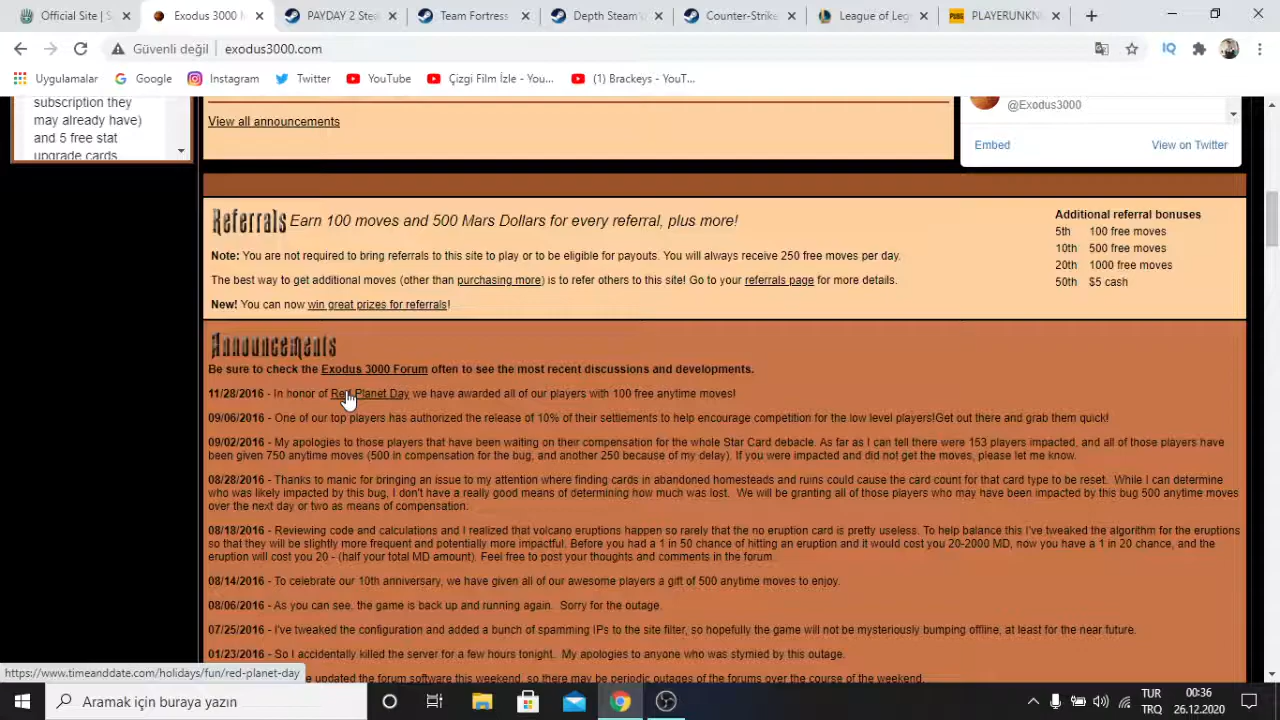 Official Site | S
Exodus 3000 M
PAYDAY 2 Stea
Team Fortress
Depth Steam'iz
Counter-Strike
League of Leg
PLAYERUNKN
Güvenli değil
exodus3000.com
Uygulamalar
Google
Instagram
Twitter
YouTube
Çizgi Film İzle - You...
(1) Brackeys - YouT...
subscription they
may already have)
and 5 free stat
upgrade cards
View all announcements
@Exodus3000
Embed
View on Twitter
Referrals Earn 100 moves and 500 Mars Dollars for every referral, plus more!
Note: You are not required to bring referrals to this site to play or to be eligible for payouts. You will always receive 250 free moves per day.
The best way to get additional moves (other than purchasing more) is to refer others to this site! Go to your referrals page for more details.
New! You can now win great prizes for referrals!
Additional referral bonuses
5th 100 free moves
10th 500 free moves
20th 1000 free moves
50th $5 cash
Announcements
Be sure to check the Exodus 3000 Forum often to see the most recent discussions and developments.
11/28/2016 - In honor of Red Planet Day we have awarded all of our players with 100 free anytime moves!
09/06/2016 - One of our top players has authorized the release of 10% of their settlements to help encourage competition for the low level players!Get out there and grab them quick!
09/02/2016 - My apologies to those players that have been waiting on their compensation for the whole Star Card debacle. As far as I can tell there were 153 players impacted, and all of those players have
been given 750 anytime moves (500 in compensation for the bug, and another 250 because of my delay). If you were impacted and did not get the moves, please let me know.
08/28/2016 - Thanks to manic for bringing an issue to my attention where finding cards in abandoned homesteads and ruins could cause the card count for that card type to be reset. While I can determine
who was likely impacted by this bug, I don't have a really good means of determining how much was lost. We will be granting all of those players who may have been impacted by this bug 500 anytime moves
over the next day or two as means of compensation.
08/18/2016 - Reviewing code and calculations and I realized that volcano eruptions happen so rarely that the no eruption card is pretty useless. To help balance this I've tweaked the algorithm for the eruptions
so that they will be slightly more frequent and potentially more impactful. Before you had a 1 in 50 chance of hitting an eruption and it would cost you 20-2000 MD, now you have a 1 in 20 chance, and the
eruption will cost you 20 - (half your total MD amount). Feel free to post your thoughts and comments in the forum.
08/14/2016 - To celebrate our 10th anniversary, we have given all of our awesome players a gift of 500 anytime moves to enjoy.
08/06/2016 - As you can see, the game is back up and running again. Sorry for the outage.
07/25/2016 - I've tweaked the configuration and added a bunch of spamming IPs to the site filter, so hopefully the game will not be mysteriously bumping offline, at least for the near future.
01/23/2016 - So I accidentally killed the server for a few hours tonight. My apologies to anyone who was stymied by this outage.
updated the forum software this weekend, so there may be periodic outages of the forums over the course of the weekend.
https://www.timeanddate.com/holidays/fun/red-planet-day
Aramak için buraya yazın
TUR
TRQ
00:36
26.12.2020